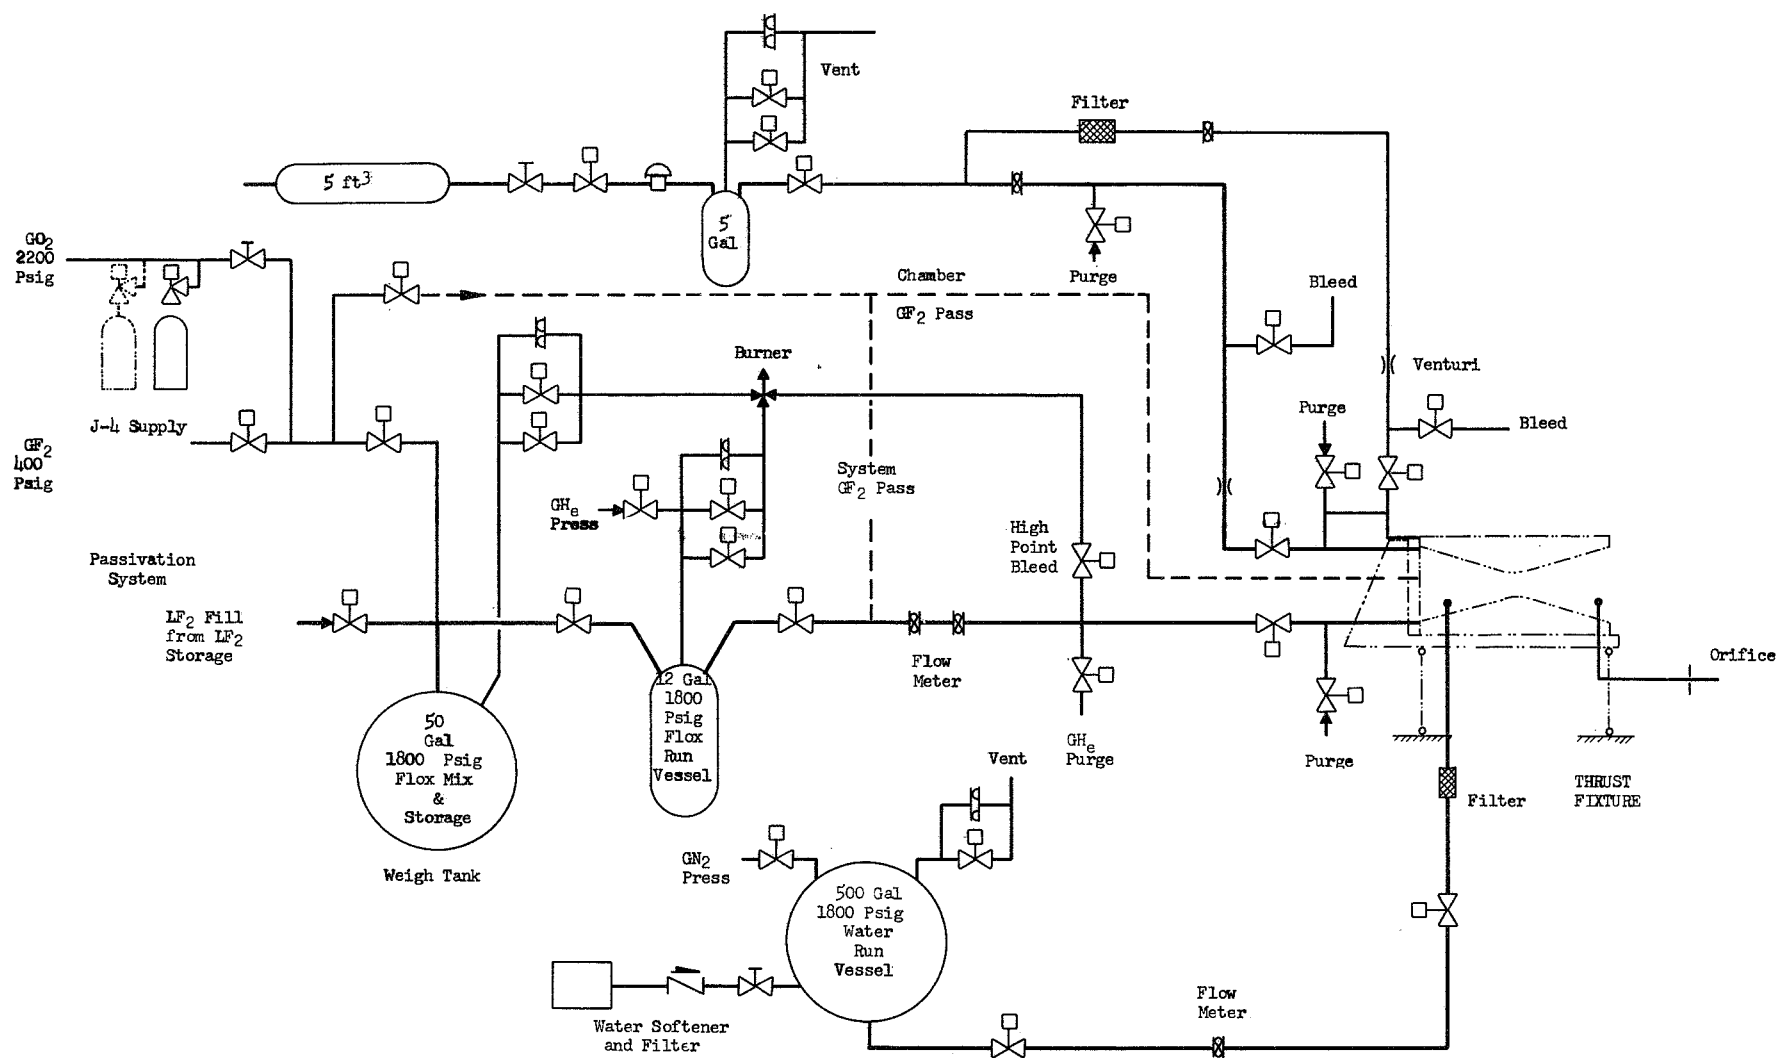 Vent
Filter
5 ft³
5
Gal
GO₂
2200
Psig
Purge
Chamber
GF₂ Pass
Bleed
Burner
Venturi
J-4 Supply
GF₂
400
Psig
Purge
Bleed
System
GF₂ Pass
GHₑ
Press
High
Point
Bleed
Passivation
System
LF₂ Fill
from LF₂
Storage
Flow
Meter
Orifice
12 Gal
1800
Psig
Flox
Run
Vessel
50
Gal
1800 Psig
Flox Mix
&
Storage
GHₑ
Purge
Purge
Vent
Filter
THRUST
FIXTURE
Weigh Tank
GN₂
Press
500 Gal
1800 Psig
Water
Run
Vessel
Flow
Meter
Water Softener
and Filter